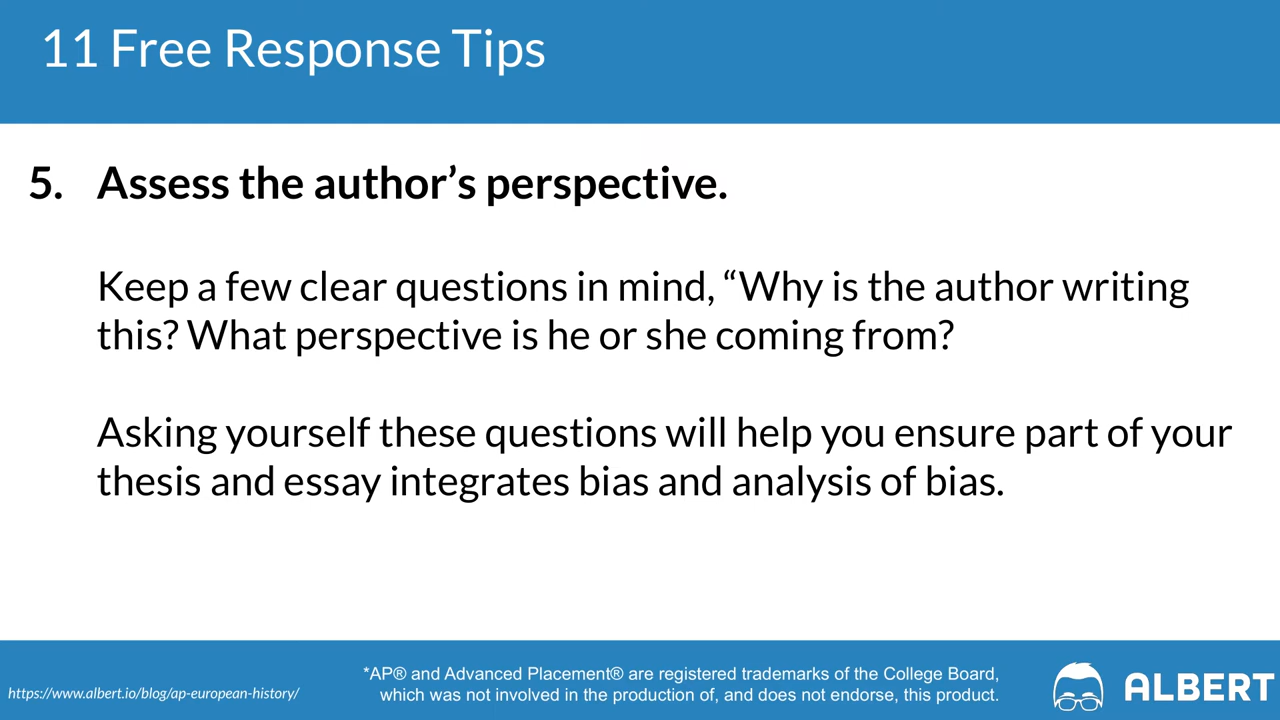 11 Free Response Tips
5. Assess the author’s perspective.
Keep a few clear questions in mind, “Why is the author writing
this? What perspective is he or she coming from?
Asking yourself these questions will help you ensure part of your
thesis and essay integrates bias and analysis of bias.
https://www.albert.io/blog/ap-european-history/
*AP® and Advanced Placement® are registered trademarks of the College Board,
which was not involved in the production of, and does not endorse, this product.
ALBERT